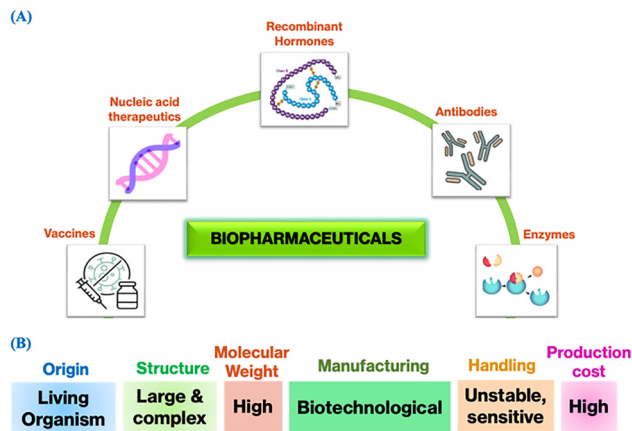 (A)
Recombinant
Hormones
Nucleic acid
therapeutics
Antibodies
Vaccines
BIOPHARMACEUTICALS
Enzymes
(B)
Origin
Structure
Molecular
Weight
Manufacturing
Handling
Production
cost
Living
Organism
Large &
complex
High
Biotechnological
Unstable,
sensitive
High